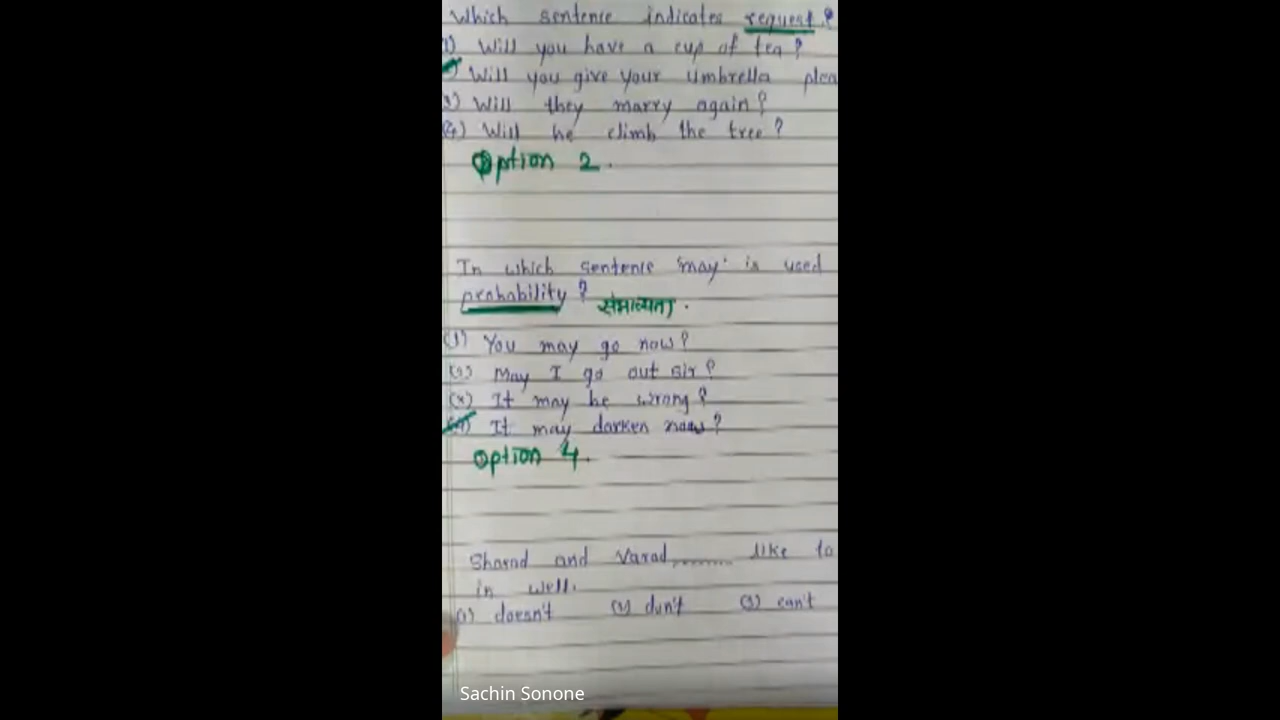 Which sentence indicates request?
1) Will you have a cup of tea?
Will you give your umbrella plea
3) Will they marry again?
(4) Will he climb the tree?
Option 2.
In which sentence 'may' is used
probability? संभाव्यता.
(1) You may go now?
May I go out sir?
It may be wrong?
(4) It may darken now?
Option 4.
Sharad and Varad........ like to
in well.
(1) doesn't (2) don't (3) can't
Sachin Sonone